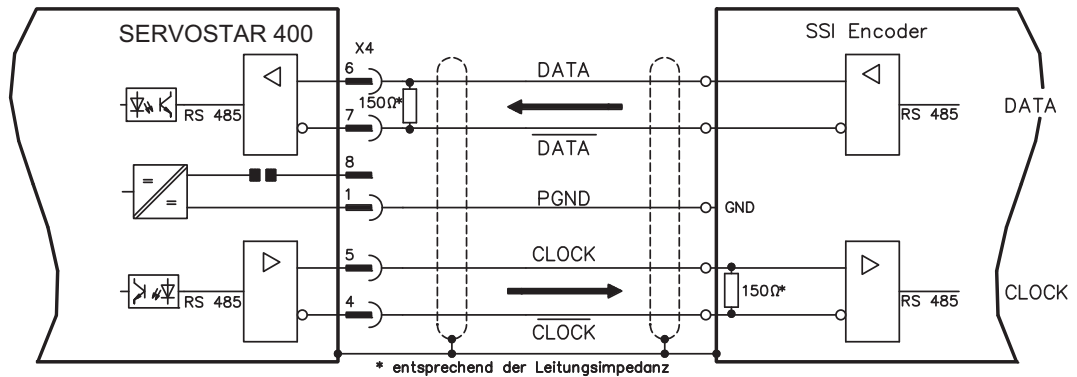 SERVOSTAR 400
X4
SSI Encoder
6
DATA
150Ω*
RS 485
7
DATA
RS 485
DATA
8
=
=
1
PGND
GND
5
CLOCK
RS 485
150Ω*
RS 485
CLOCK
4
CLOCK
* entsprechend der Leitungsimpedanz